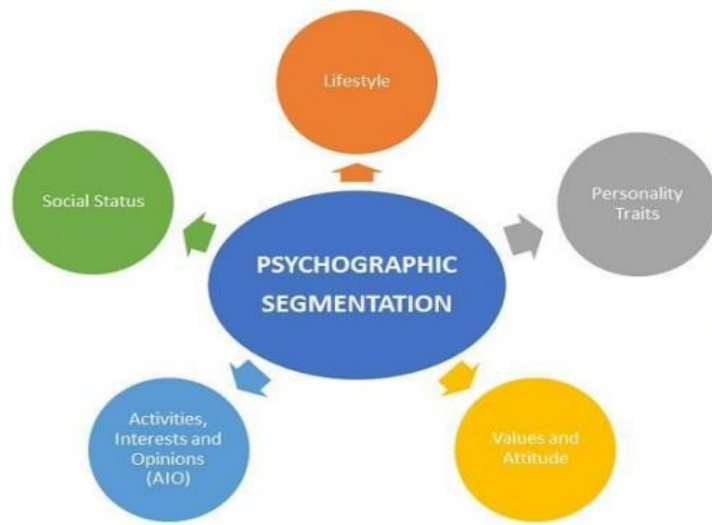 Lifestyle
Social Status
Personality
Traits
PSYCHOGRAPHIC
SEGMENTATION
Activities,
Interests and
Opinions
(AIO)
Values and
Attitude